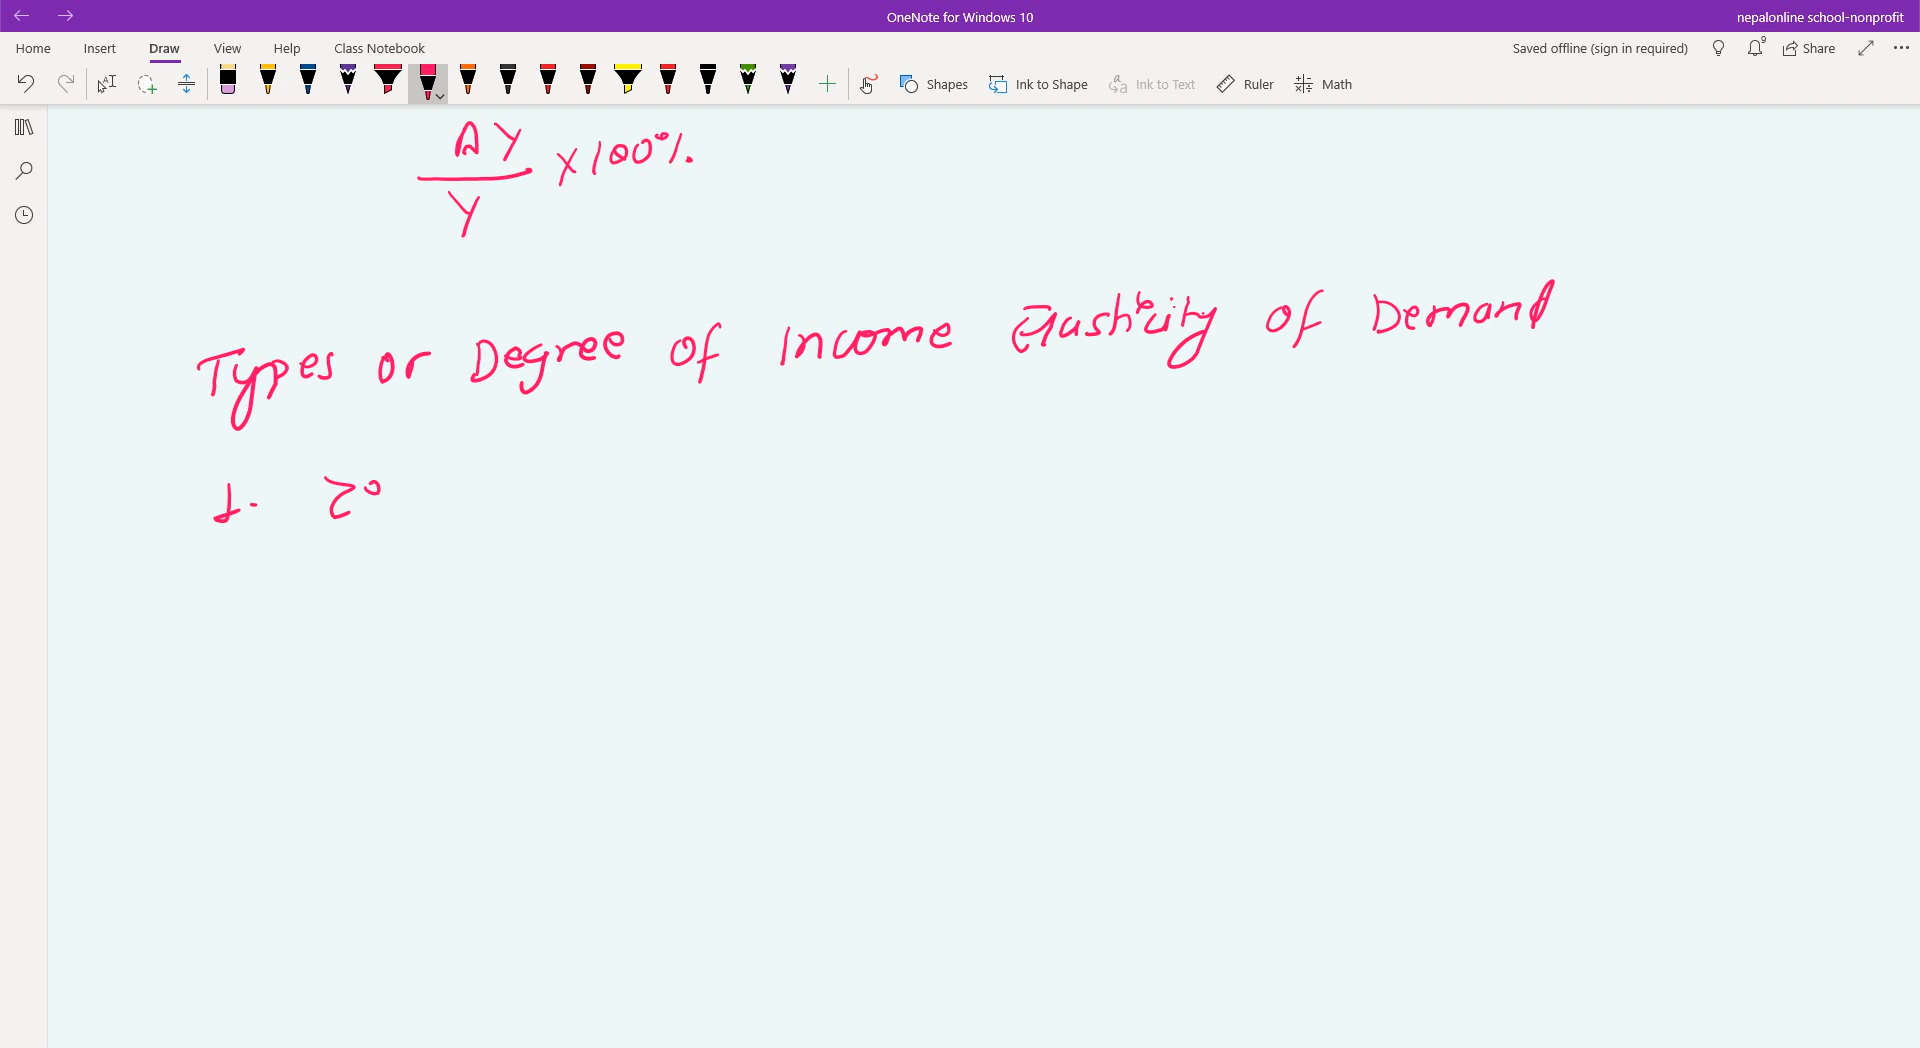 OneNote for Windows 10
nepalonline school-nonprofit
Home Insert Draw View Help Class Notebook
Saved offline (sign in required) 9 Share
Shapes Ink to Shape Ink to Text Ruler Math
ΔY
Y
×100%.
Types or Degree of Income Elasticity of Demand
1.